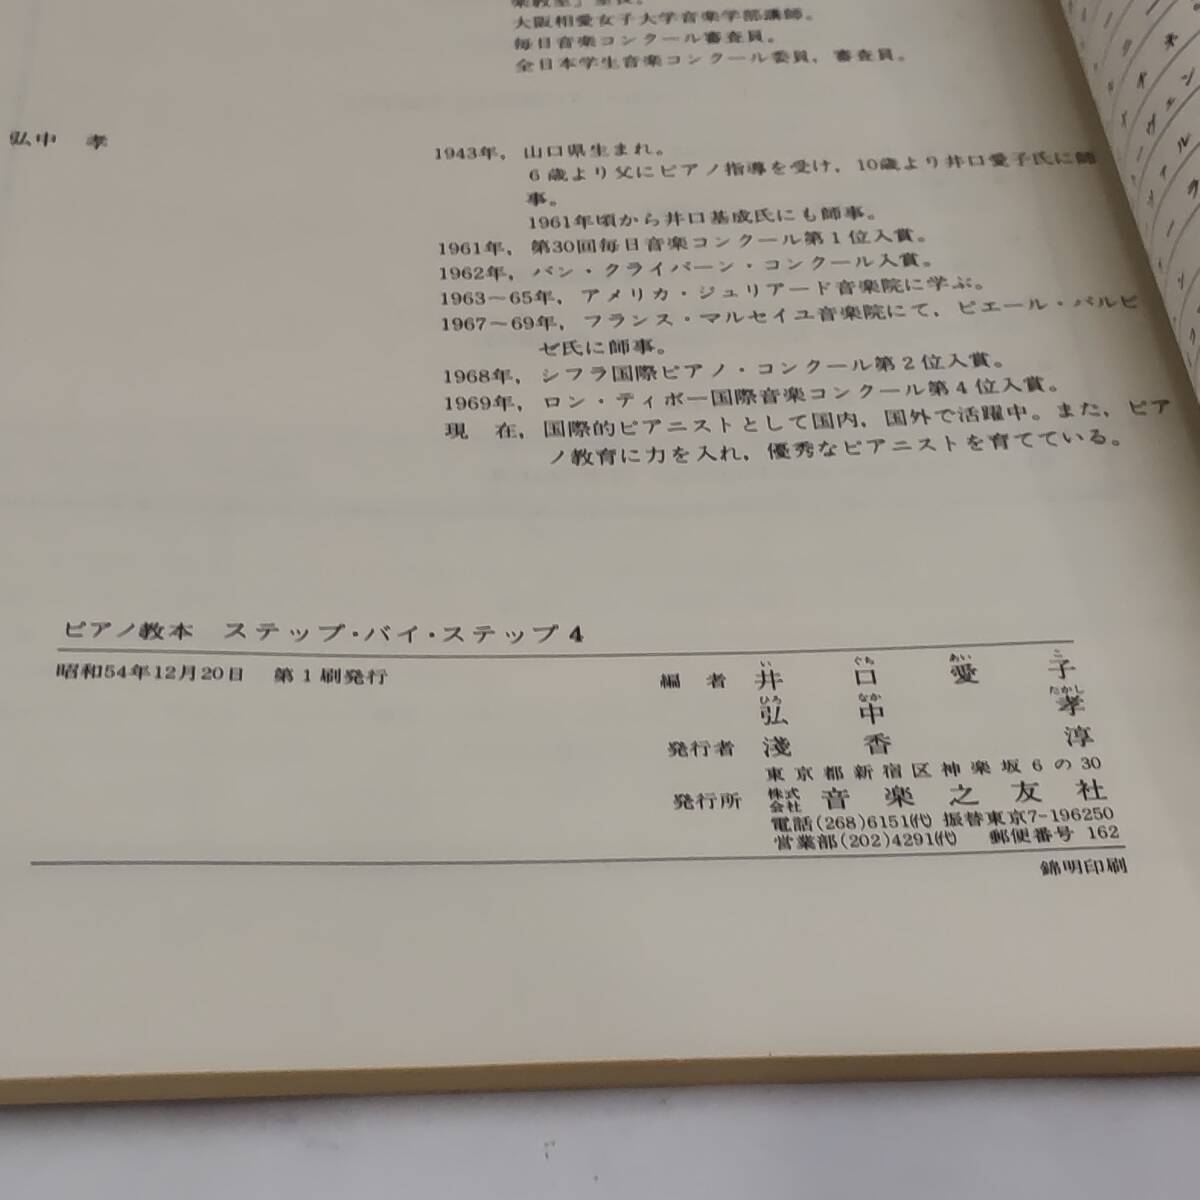 楽教室」室長。
大阪相愛女子大学音楽学部講師。
毎日音楽コンクール審査員。
全日本学生音楽コンクール委員，審査員。
弘中　孝
1943年，山口県生まれ。
6歳より父にピアノ指導を受け，10歳より井口愛子氏に師
事。
1961年頃から井口基成氏にも師事。
1961年，第30回毎日音楽コンクール第1位入賞。
1962年，バン・クライバーン・コンクール入賞。
1963〜65年，アメリカ・ジュリアード音楽院に学ぶ。
1967〜69年，フランス・マルセイユ音楽院にて，ピエール・バルビ
ゼ氏に師事。
1968年，シフラ国際ピアノ・コンクール第2位入賞。
1969年，ロン・ティボー国際音楽コンクール第4位入賞。
現　在，国際的ピアニストとして国内，国外で活躍中。また，ピア
ノ教育に力を入れ，優秀なピアニストを育てている。
ピアノ教本　ステップ・バイ・ステップ4
昭和54年12月20日　第1刷発行
編者　井口愛子
い　ぐち　あい　こ
弘中　孝
ひろ　なか　たかし
発行者　淺香　淳
東京都新宿区神楽坂6の30
発行所　株式会社　音楽之友社
電話(268)6151(代)　振替東京7-196250
営業部(202)4291(代)　郵便番号 162
錦明印刷